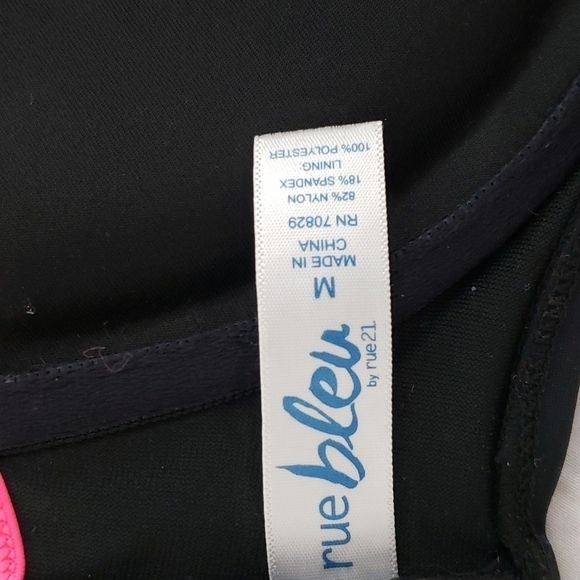 rue bleu
by rue21
M
MADE IN
CHINA
RN 70829
82% NYLON
18% SPANDEX
LINING:
100% POLYESTER